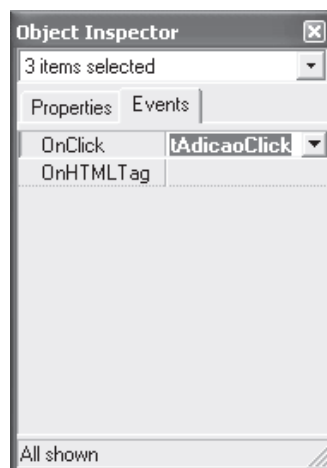 Object Inspector
3 items selected
Properties Events
OnClick tAdicaoClick
OnHTMLTag
All shown